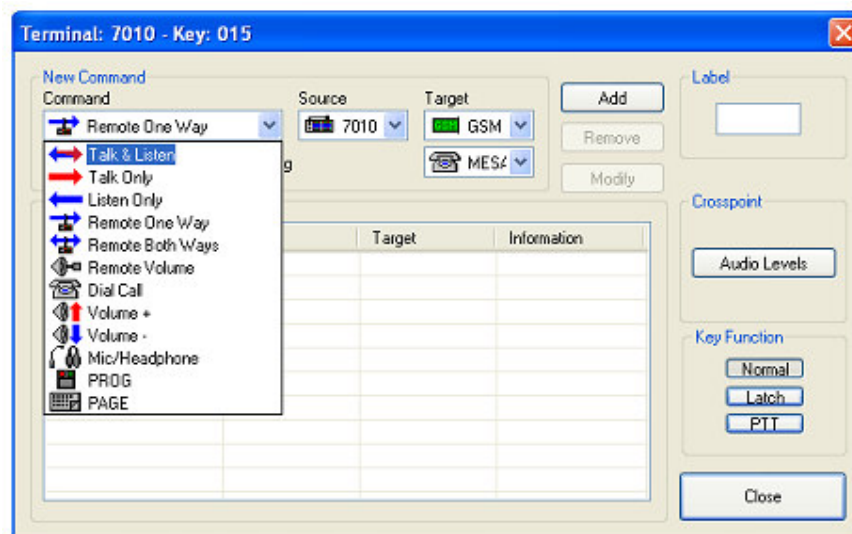 Terminal: 7010 - Key: 015
New Command
Command
Source
Target
Remote One Way
7010
GSM
Add
Remove
Modify
Talk & Listen
Talk Only
Listen Only
Remote One Way
Remote Both Ways
Remote Volume
Dial Call
Volume +
Volume -
Mic/Headphone
PROG
PAGE
Target
Information
Label
Crosspoint
Audio Levels
Key Function
Normal
Latch
PTT
Close